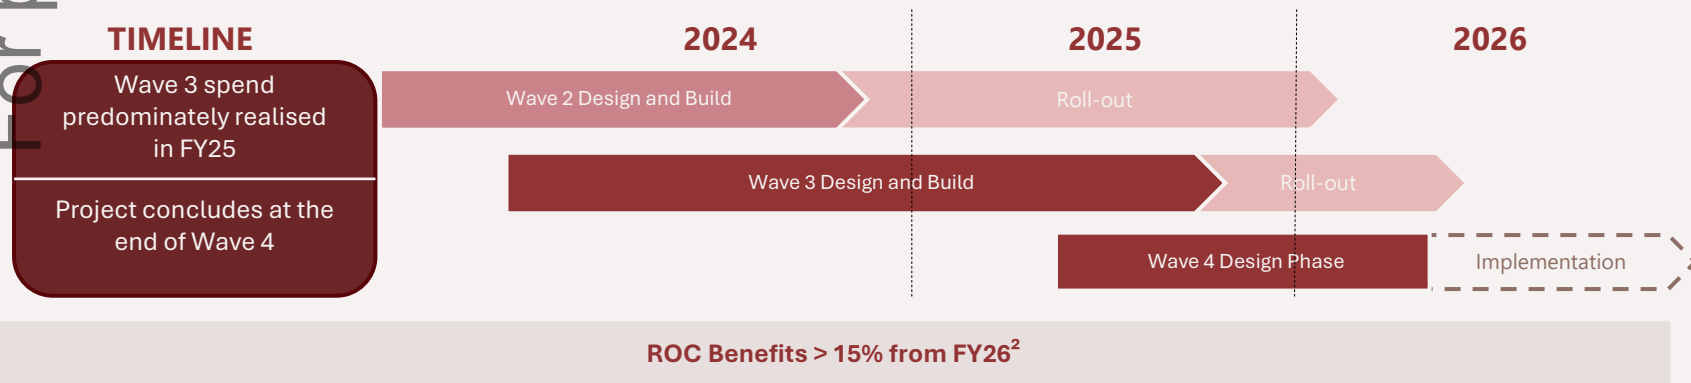 TIMELINE
2024
2025
2026
Wave 3 spend
predominately realised
in FY25
Project concludes at the
end of Wave 4
Wave 2 Design and Build
Roll-out
Wave 3 Design and Build
Roll-out
Wave 4 Design Phase
Implementation
ROC Benefits > 15% from FY26²
For p